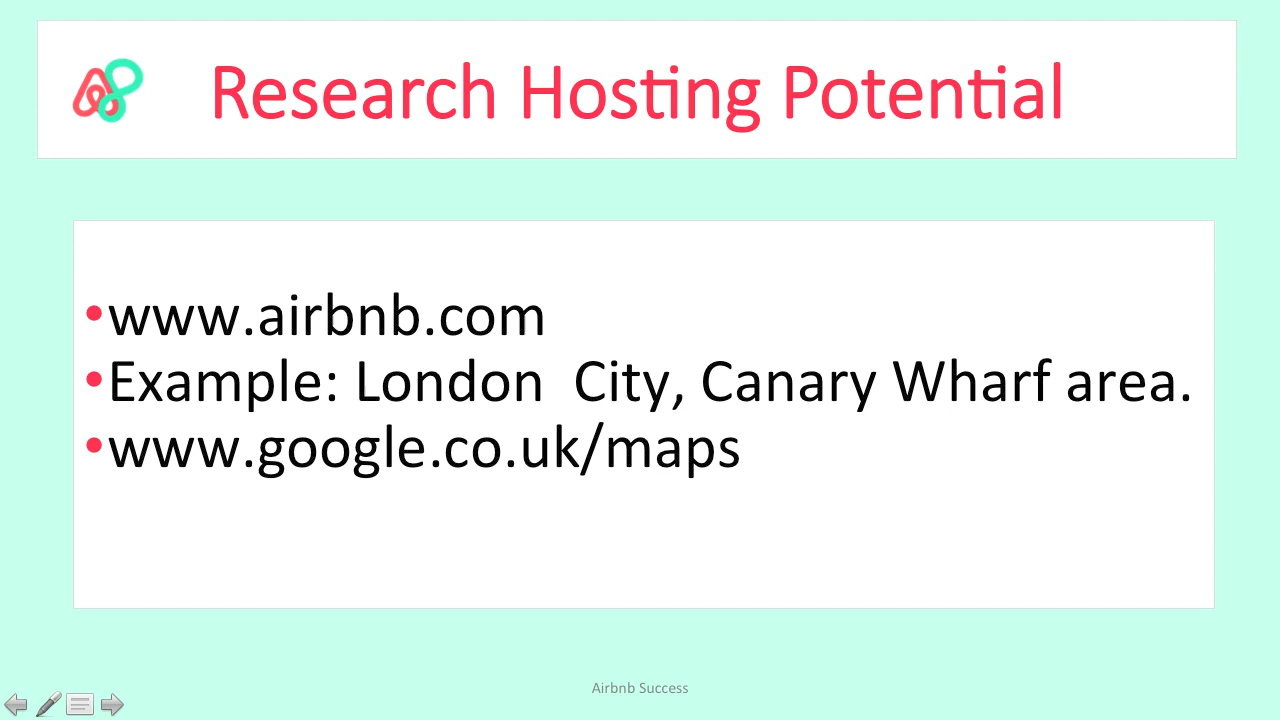 Research Hosting Potential
•www.airbnb.com
•Example: London  City, Canary Wharf area.
•www.google.co.uk/maps
Airbnb Success